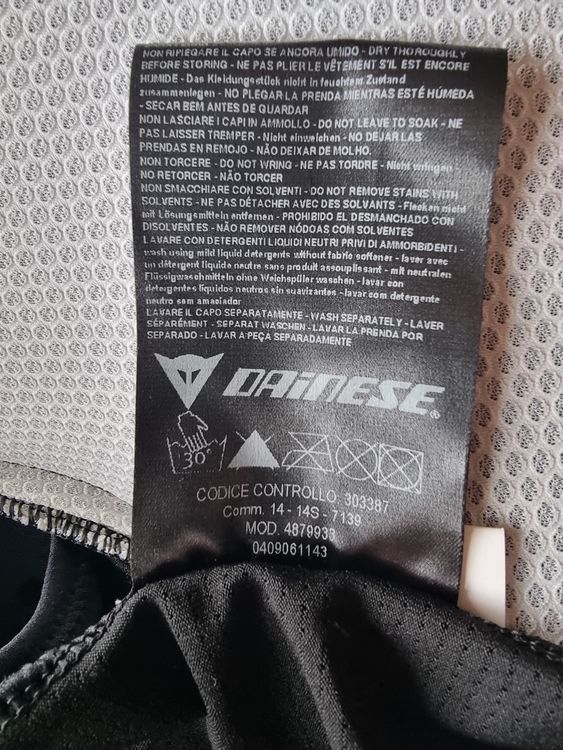 NON RIPIEGARE IL CAPO SE ANCORA UMIDO - DRY THOROUGHLY
BEFORE STORING - NE PAS PLIER LE VÊTEMENT S'IL EST ENCORE
HUMIDE - Das Kleidungsstück nicht in feuchtem Zustand
zusammenlegen - NO PLEGAR LA PRENDA MIENTRAS ESTÉ HÚMEDA
- SECAR BEM ANTES DE GUARDAR
NON LASCIARE I CAPI IN AMMOLLO - DO NOT LEAVE TO SOAK - NE
PAS LAISSER TREMPER - Nicht einweichen - NO DEJAR LAS
PRENDAS EN REMOJO - NÃO DEIXAR DE MOLHO.
NON TORCERE - DO NOT WRING - NE PAS TORDRE - Nicht wringen -
NO RETORCER - NÃO TORCER
NON SMACCHIARE CON SOLVENTI - DO NOT REMOVE STAINS WITH
SOLVENTS - NE PAS DÉTACHER AVEC DES SOLVANTS - Flecken nicht
mit Lösungsmitteln entfernen - PROHIBIDO EL DESMANCHADO CON
DISOLVENTES - NÃO REMOVER NÓDOAS COM SOLVENTES
LAVARE CON DETERGENTI LIQUIDI NEUTRI PRIVI DI AMMORBIDENTI -
wash using mild liquid detergents without fabric softener - laver avec
un détergent liquide neutre sans produit assouplissant - mit neutralen
Flüssigwaschmitteln ohne Weichspüler waschen - lavar con
detergentes líquidos neutros sin suavizantes - lavar com detergente
neutro sem amaciador
LAVARE IL CAPO SEPARATAMENTE - WASH SEPARATELY - LAVER
SÉPARÉMENT - SEPARAT WASCHEN - LAVAR LA PRENDA POR
SEPARADO - LAVAR A PEÇA SEPARADAMENTE
DAINESE®
30°
CODICE CONTROLLO: 303387
Comm. 14 - 14S - 7139
MOD. 4879933
0409061143